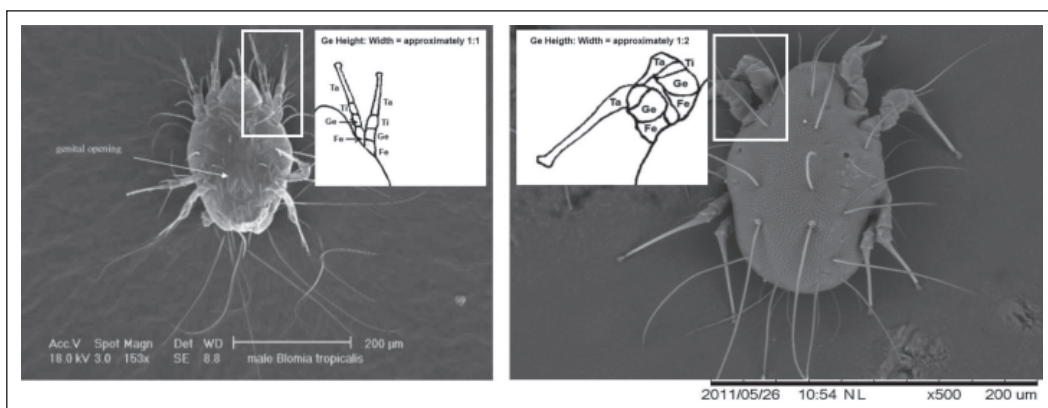 Ge Height: Width = approximately 1:1
Ta
Ta
Ti
Ti
Ge
Ge
Fe
Fe
genital opening
Acc.V Spot Magn Det WD
200 µm
18.0 kV 3.0 153x SE 8.8 male Blomia tropicalis
Ge Heigth: Width = approximately 1:2
Ta
Ti
Ge
Ta
Ge
Fe
Fe
2011/05/26 10:54 NL x500 200 um